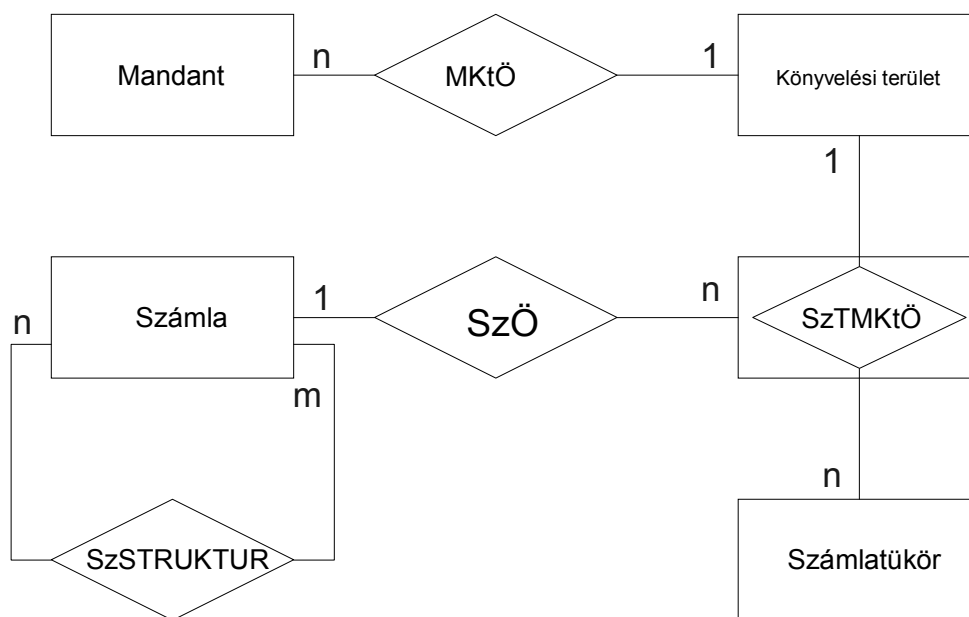 Mandant
n
MKtÖ
1
Könyvelési terület
1
Számla
1
SzÖ
n
SzTMKtÖ
n
m
n
SzSTRUKTUR
Számlatükör